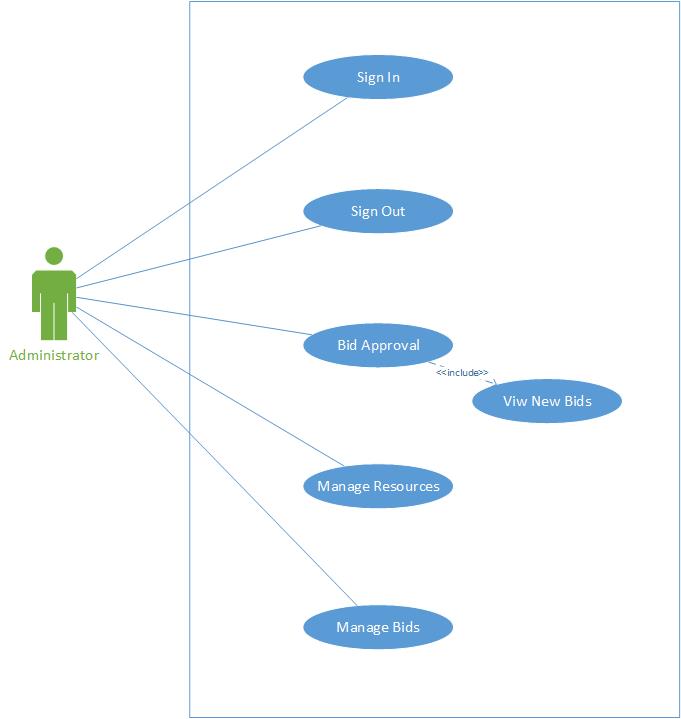 Sign In
Sign Out
Administrator
Bid Approval
<<include>>
Viw New Bids
Manage Resources
Manage Bids